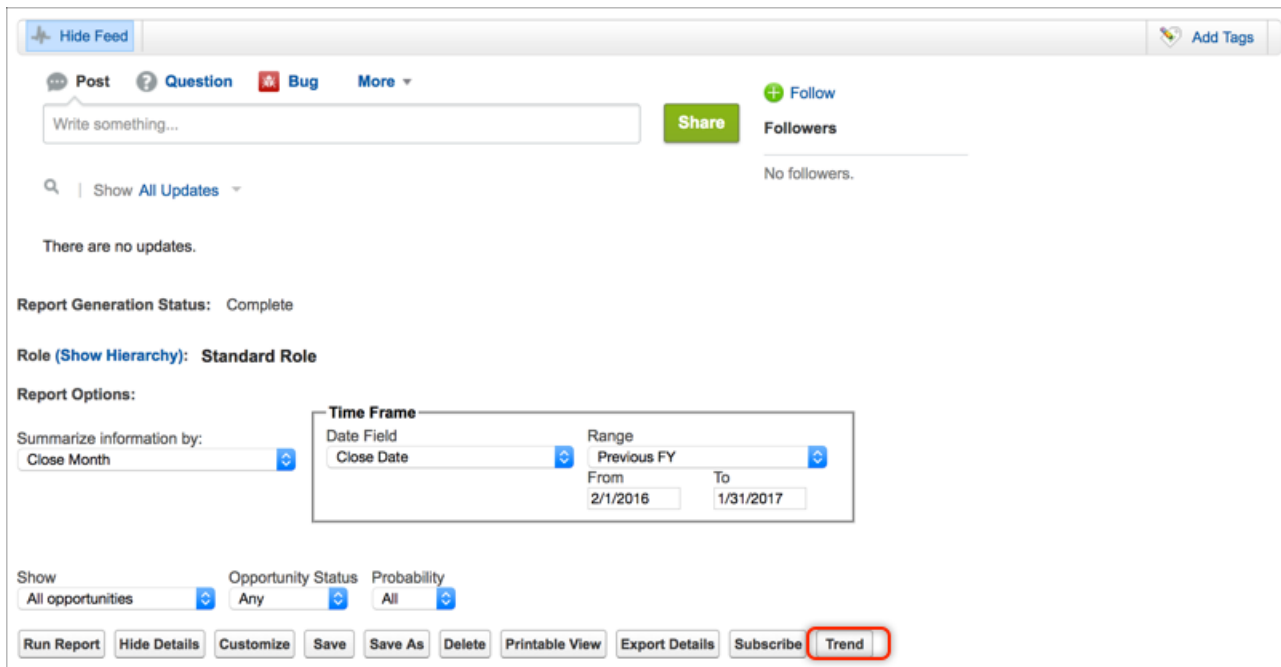 Hide Feed
Add Tags
Post Question Bug More
Follow
Write something...
Share
Followers
No followers.
Show All Updates
There are no updates.
Report Generation Status: Complete
Role (Show Hierarchy): Standard Role
Report Options:
Time Frame
Summarize information by:
Date Field
Range
Close Month
Close Date
Previous FY
From To
2/1/2016 1/31/2017
Show Opportunity Status Probability
All opportunities Any All
Run Report Hide Details Customize Save Save As Delete Printable View Export Details Subscribe Trend